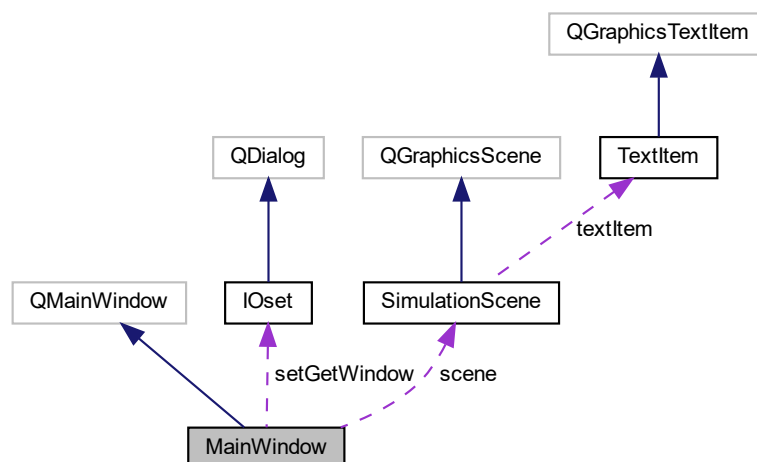 QGraphicsTextItem
QDialog
QGraphicsScene
TextItem
textItem
QMainWindow
IOset
SimulationScene
setGetWindow
scene
MainWindow